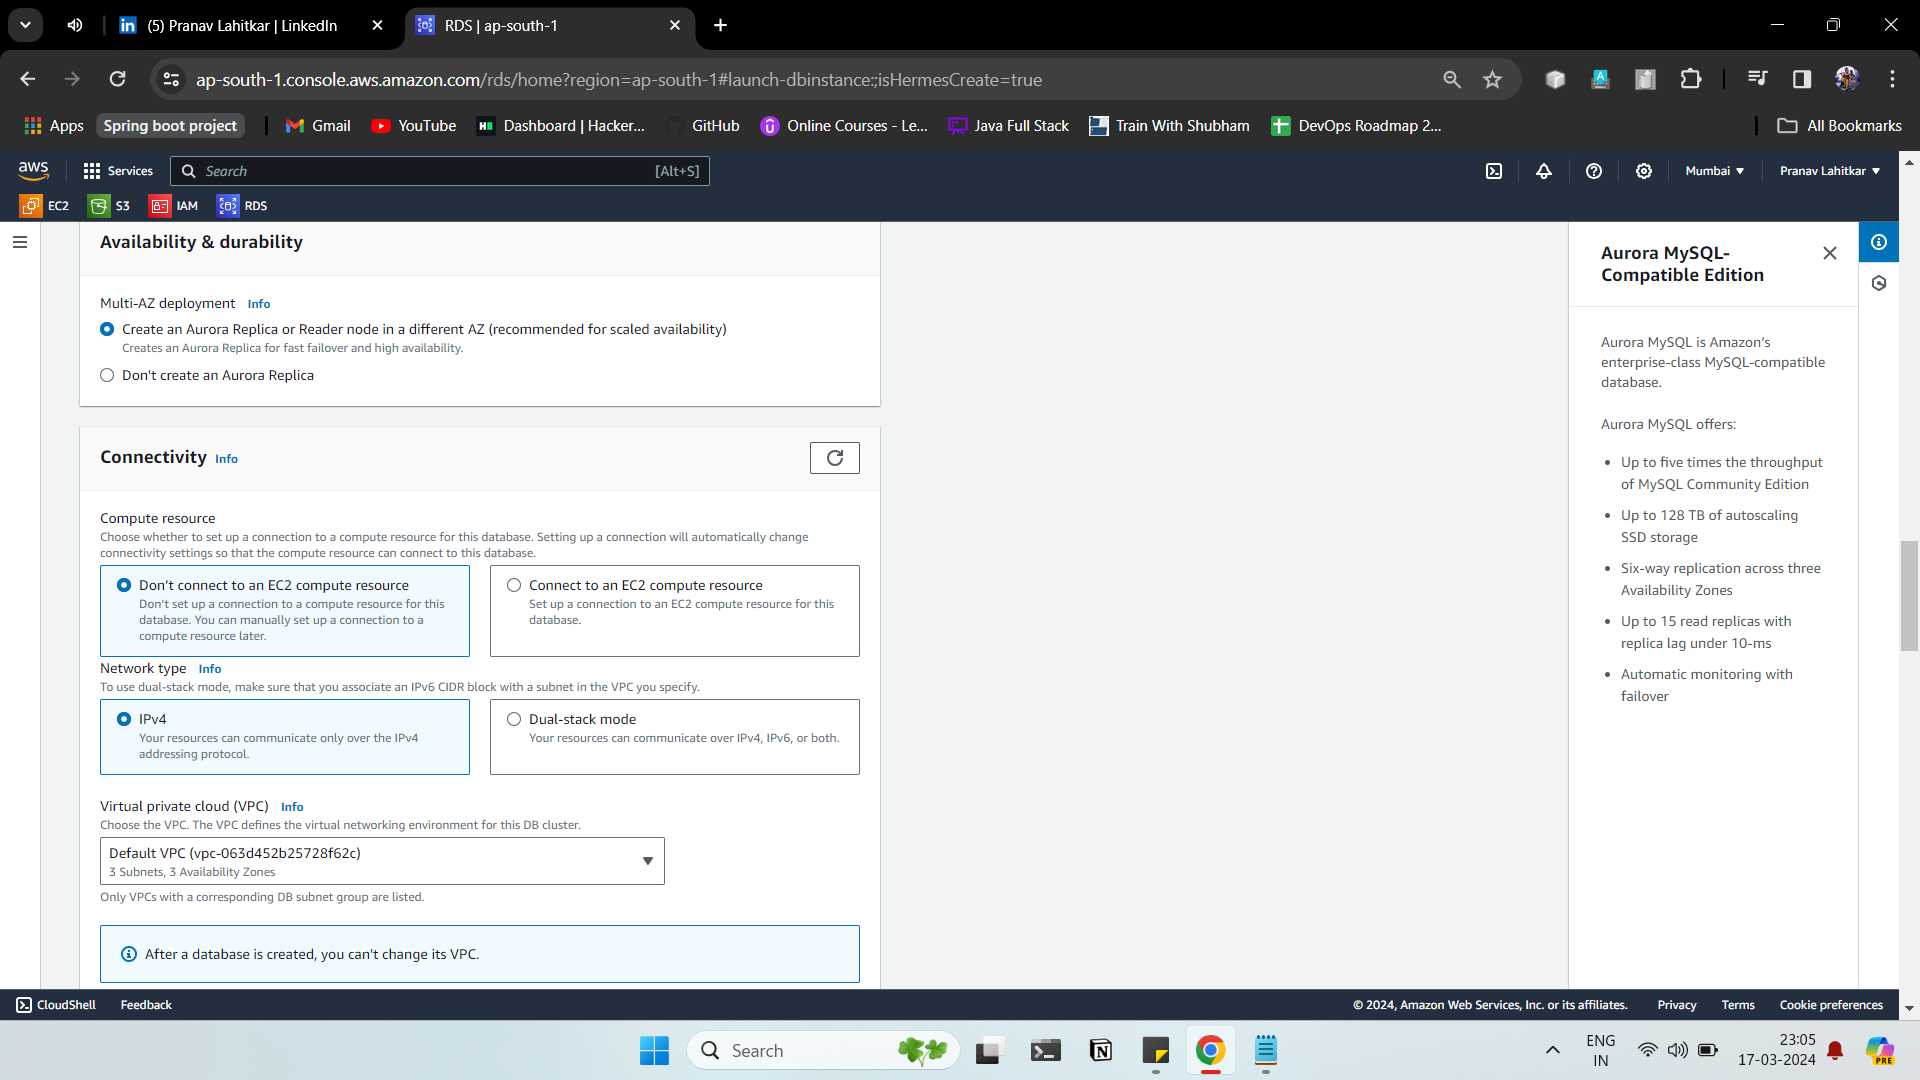 (5) Pranav Lahitkar | LinkedIn
RDS | ap-south-1
ap-south-1.console.aws.amazon.com/rds/home?region=ap-south-1#launch-dbinstance:;isHermesCreate=true
Apps
Spring boot project
Gmail
YouTube
Dashboard | Hacker...
GitHub
Online Courses - Le...
Java Full Stack
Train With Shubham
DevOps Roadmap 2...
All Bookmarks
aws
Services
Search
[Alt+S]
Mumbai
Pranav Lahitkar
EC2
S3
IAM
RDS
Availability & durability
Multi-AZ deployment Info
Create an Aurora Replica or Reader node in a different AZ (recommended for scaled availability)
Creates an Aurora Replica for fast failover and high availability.
Don't create an Aurora Replica
Connectivity Info
Compute resource
Choose whether to set up a connection to a compute resource for this database. Setting up a connection will automatically change
connectivity settings so that the compute resource can connect to this database.
Don't connect to an EC2 compute resource
Don't set up a connection to a compute resource for this
database. You can manually set up a connection to a
compute resource later.
Connect to an EC2 compute resource
Set up a connection to an EC2 compute resource for this
database.
Network type Info
To use dual-stack mode, make sure that you associate an IPv6 CIDR block with a subnet in the VPC you specify.
IPv4
Your resources can communicate only over the IPv4
addressing protocol.
Dual-stack mode
Your resources can communicate over IPv4, IPv6, or both.
Virtual private cloud (VPC) Info
Choose the VPC. The VPC defines the virtual networking environment for this DB cluster.
Default VPC (vpc-063d452b25728f62c)
3 Subnets, 3 Availability Zones
Only VPCs with a corresponding DB subnet group are listed.
After a database is created, you can't change its VPC.
Aurora MySQL-
Compatible Edition
Aurora MySQL is Amazon's
enterprise-class MySQL-compatible
database.
Aurora MySQL offers:
Up to five times the throughput
of MySQL Community Edition
Up to 128 TB of autoscaling
SSD storage
Six-way replication across three
Availability Zones
Up to 15 read replicas with
replica lag under 10-ms
Automatic monitoring with
failover
CloudShell
Feedback
© 2024, Amazon Web Services, Inc. or its affiliates.
Privacy
Terms
Cookie preferences
Search
ENG
IN
23:05
17-03-2024
PRE